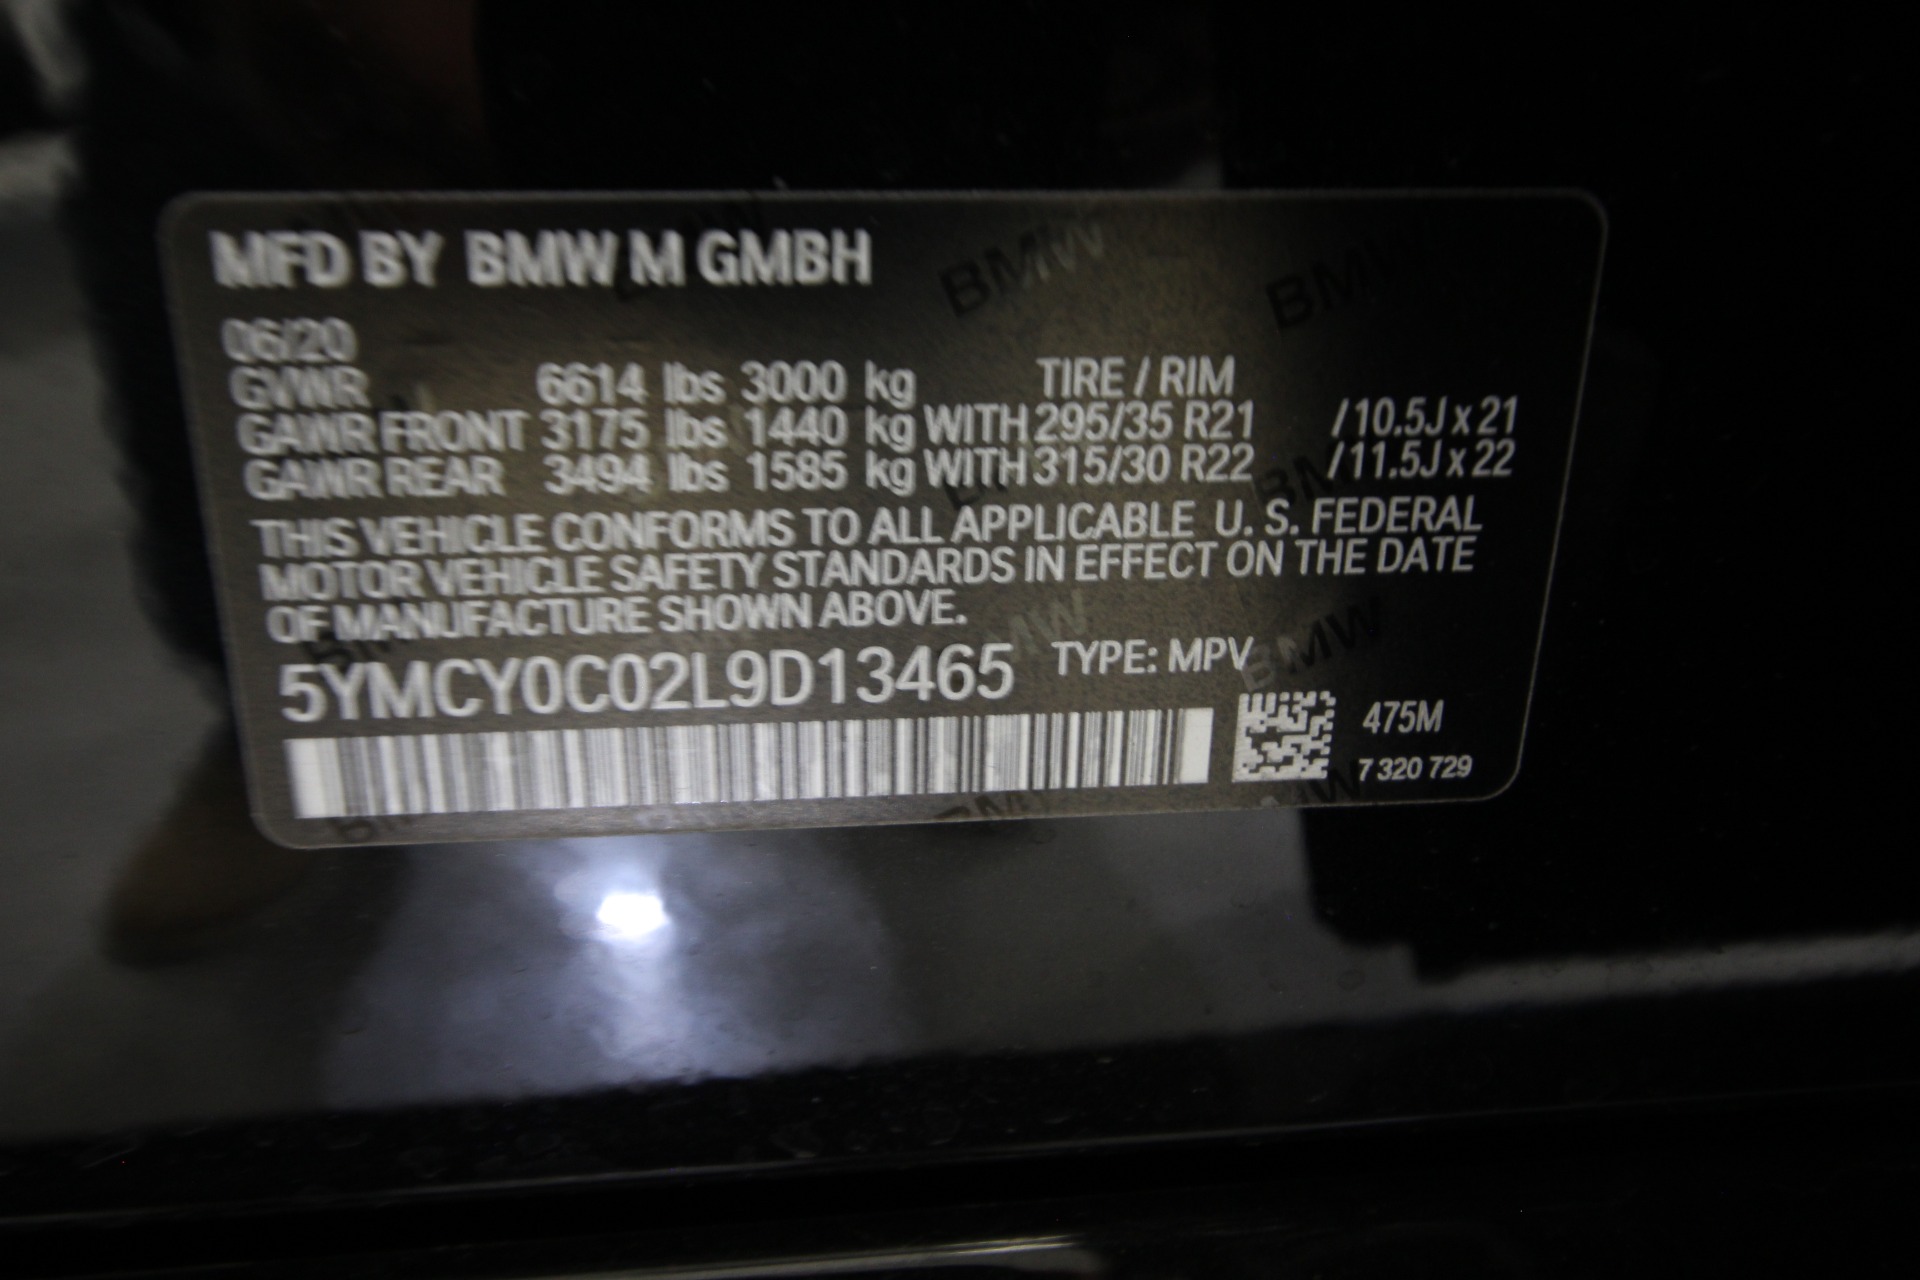 MFD BY BMW M GMBH
06/20
GVWR 6614 lbs 3000 kg TIRE / RIM
GAWR FRONT 3175 lbs 1440 kg WITH 295/35 R21 /10.5J x 21
GAWR REAR 3494 lbs 1585 kg WITH 315/30 R22 /11.5J x 22
THIS VEHICLE CONFORMS TO ALL APPLICABLE U. S. FEDERAL
MOTOR VEHICLE SAFETY STANDARDS IN EFFECT ON THE DATE
OF MANUFACTURE SHOWN ABOVE.
5YMCY0C02L9D13465 TYPE: MPV
475M
7 320 729